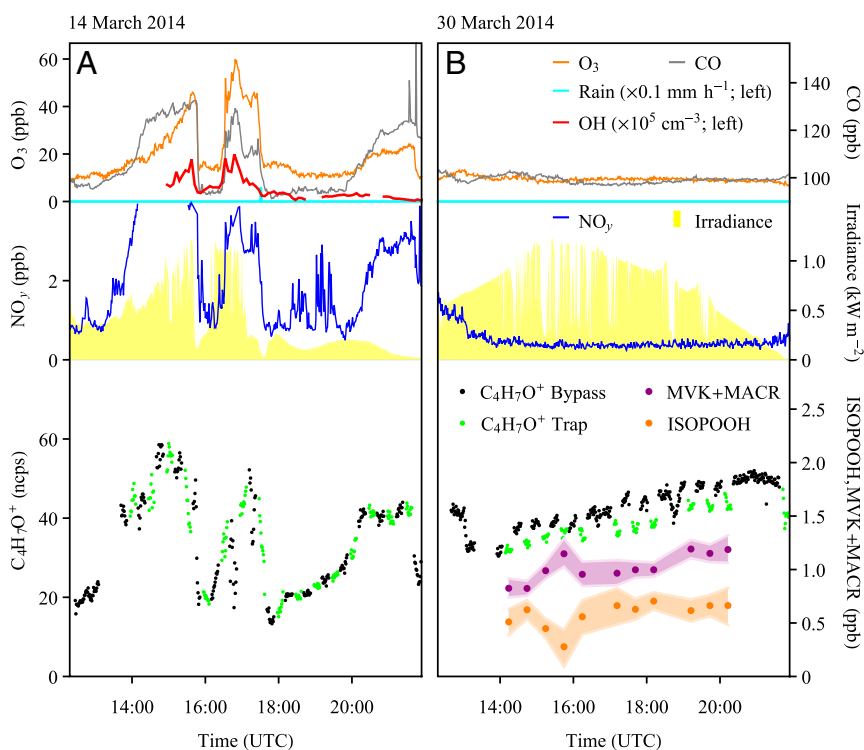 14 March 2014
30 March 2014
A
B
O₃
CO
Rain (×0.1 mm h⁻¹; left)
OH (×10⁵ cm⁻³; left)
60
40
20
0
O₃ (ppb)
140
120
100
CO (ppb)
NOy
Irradiance
2
0
NOy (ppb)
1.0
0.5
0
Irradiance (kW m⁻²)
C₄H₇O⁺ Bypass
MVK+MACR
C₄H₇O⁺ Trap
ISOPOOH
60
40
20
0
C₄H₇O⁺ (ncps)
2.5
2.0
1.5
1.0
0.5
0
ISOPOOH, MVK+MACR (ppb)
14:00 16:00 18:00 20:00
14:00 16:00 18:00 20:00
Time (UTC)
Time (UTC)